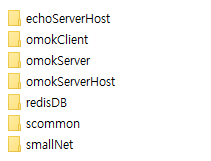 echoServerHost
omokClient
omokServer
omokServerHost
redisDB
scommon
smallNet